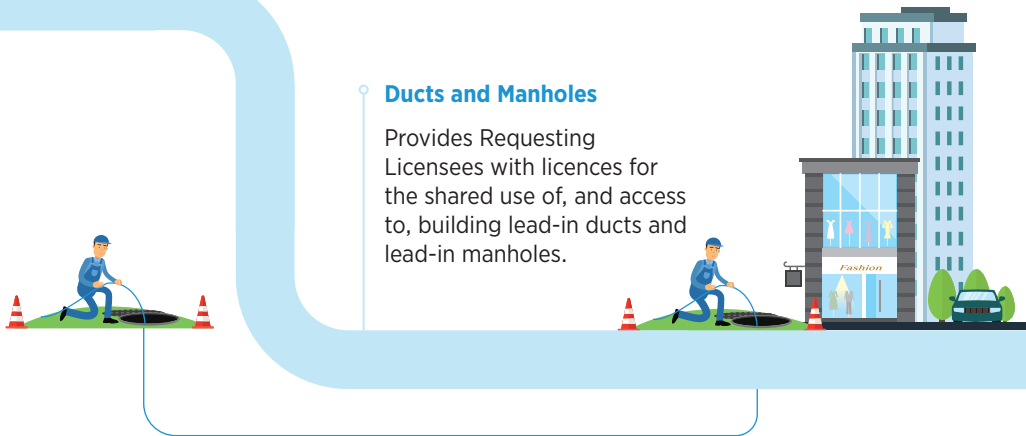 Ducts and Manholes
Provides Requesting
Licensees with licences for
the shared use of, and access
to, building lead-in ducts and
lead-in manholes.
Fashion